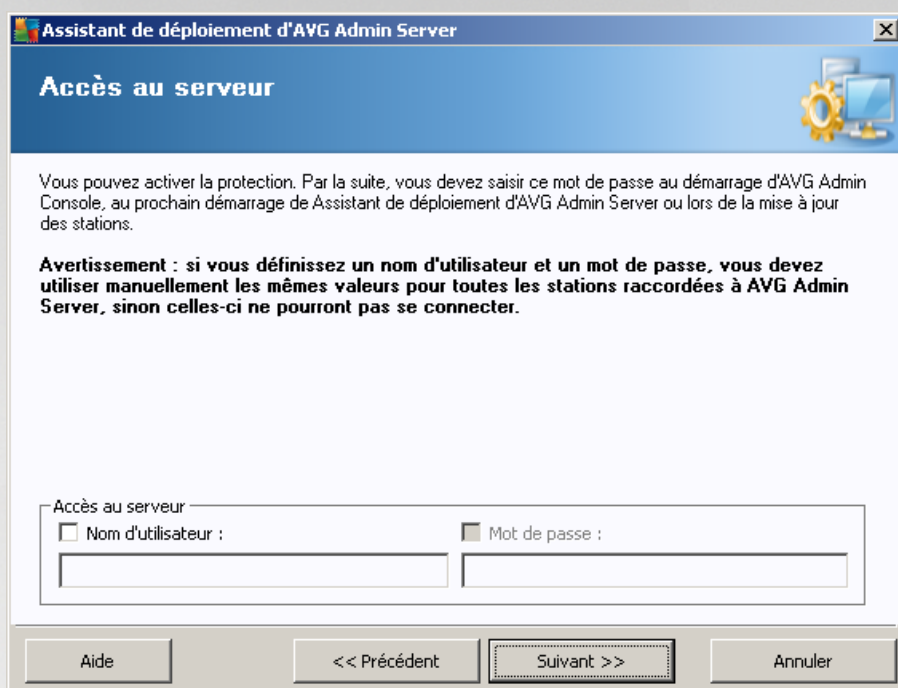 Assistant de déploiement d'AVG Admin Server
Accès au serveur
Vous pouvez activer la protection. Par la suite, vous devez saisir ce mot de passe au démarrage d'AVG Admin
Console, au prochain démarrage de Assistant de déploiement d'AVG Admin Server ou lors de la mise à jour
des stations.
Avertissement : si vous définissez un nom d'utilisateur et un mot de passe, vous devez
utiliser manuellement les mêmes valeurs pour toutes les stations raccordées à AVG Admin
Server, sinon celles-ci ne pourront pas se connecter.
Accès au serveur
Nom d'utilisateur :
Mot de passe :
Aide
<< Précédent
Suivant >>
Annuler